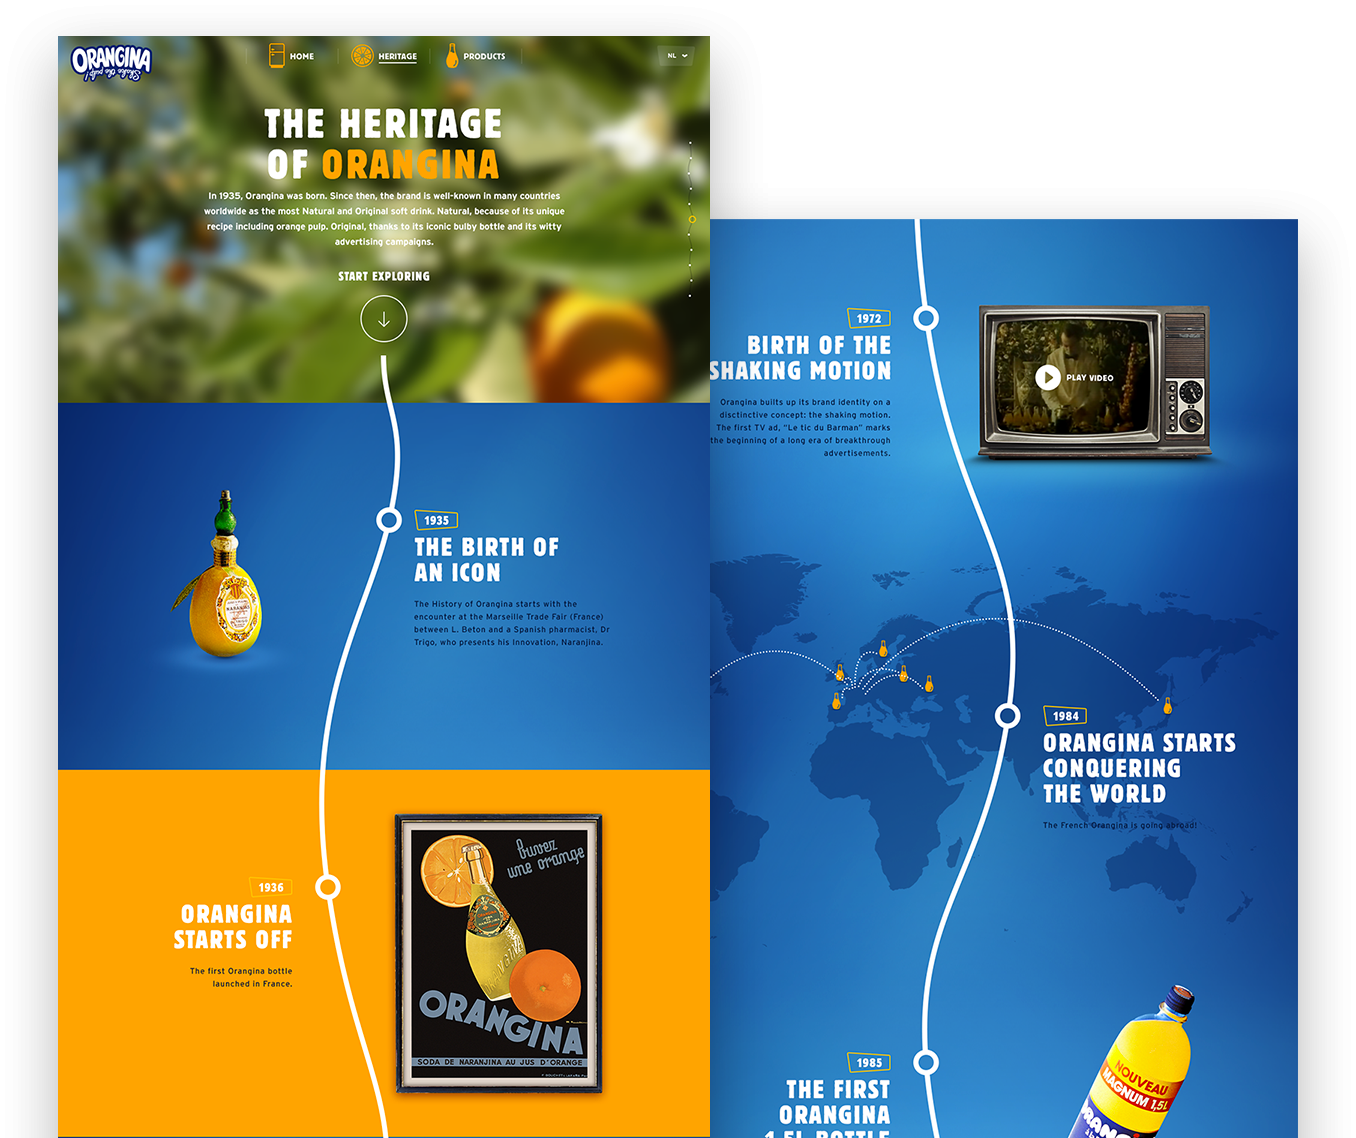 ORANGINA
Shake the pulp!
HOME
HERITAGE
PRODUCTS
NL
THE HERITAGE
OF ORANGINA
In 1935, Orangina was born. Since then, the brand is well-known in many countries
worldwide as the most Natural and Original soft drink. Natural, because of its unique
recipe including orange pulp. Original, thanks to its iconic bulby bottle and its witty
advertising campaigns.
START EXPLORING
1935
THE BIRTH OF
AN ICON
The History of Orangina starts with the
encounter at the Marseille Trade Fair (France)
between L. Beton and a Spanish pharmacist, Dr
Trigo, who presents his Innovation, Naranjina.
NARANJINA
1936
ORANGINA
STARTS OFF
The first Orangina bottle
launched in France.
buvez
une orange
ORANGINA
SODA DE NARANJINA AU JUS D'ORANGE
1972
BIRTH OF THE
SHAKING MOTION
Orangina builts up its brand identity on a
disctinctive concept: the shaking motion.
The first TV ad, "Le tic du Barman" marks
the beginning of a long era of breakthrough
advertisements.
PLAY VIDEO
1984
ORANGINA STARTS
CONQUERING
THE WORLD
The French Orangina is going abroad!
1985
THE FIRST
ORANGINA
1,5L BOTTLE
NOUVEAU
MAGNUM 1,5L